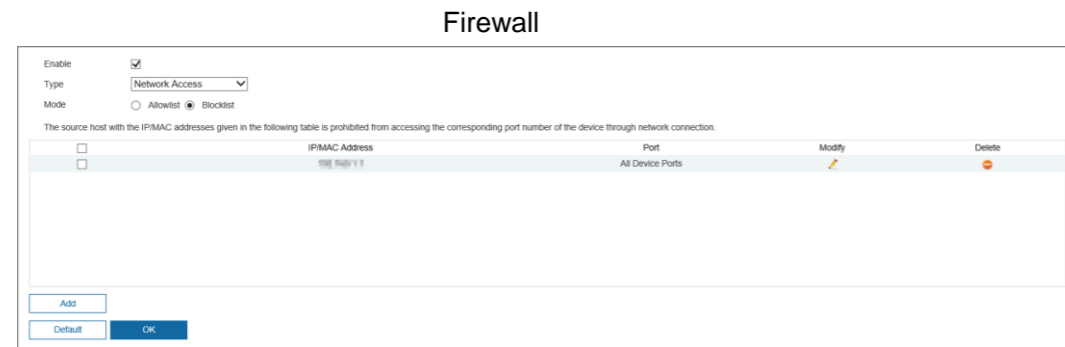 Firewall
Enable
Type Network Access
Mode Allowlist Blocklist
The source host with the IP/MAC addresses given in the following table is prohibited from accessing the corresponding port number of the device through network connection.
IP/MAC Address Port Modify Delete
All Device Ports
Add
Default OK